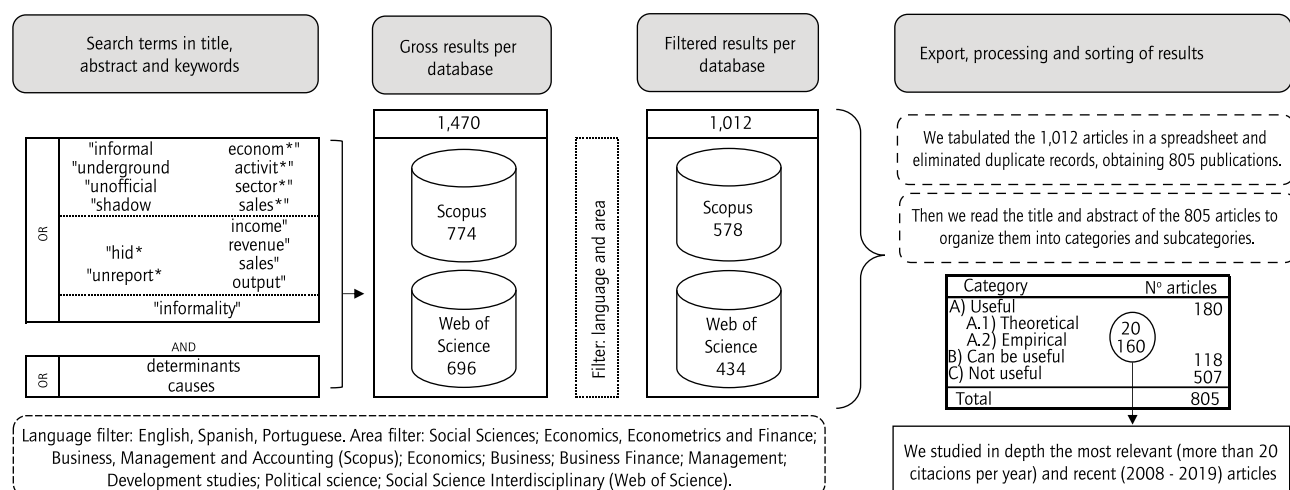 Search terms in title,
abstract and keywords
Gross results per
database
Filtered results per
database
Export, processing and sorting of results
OR
"informal econom*"
"underground activit*"
"unofficial sector*"
"shadow sales*"
"hid*
"unreport*
income"
revenue"
sales"
output"
"informality"
AND
OR
determinants
causes
1,470
Scopus
774
Web of
Science
696
Filter: language and area
1,012
Scopus
578
Web of
Science
434
We tabulated the 1,012 articles in a spreadsheet and
eliminated duplicate records, obtaining 805 publications.
Then we read the title and abstract of the 805 articles to
organize them into categories and subcategories.
Category Nº articles
A) Useful 180
A.1) Theoretical 20
A.2) Empirical 160
B) Can be useful 118
C) Not useful 507
Total 805
We studied in depth the most relevant (more than 20
citacions per year) and recent (2008 - 2019) articles
Language filter: English, Spanish, Portuguese. Area filter: Social Sciences; Economics, Econometrics and Finance;
Business, Management and Accounting (Scopus); Economics; Business; Business Finance; Management;
Development studies; Political science; Social Science Interdisciplinary (Web of Science).